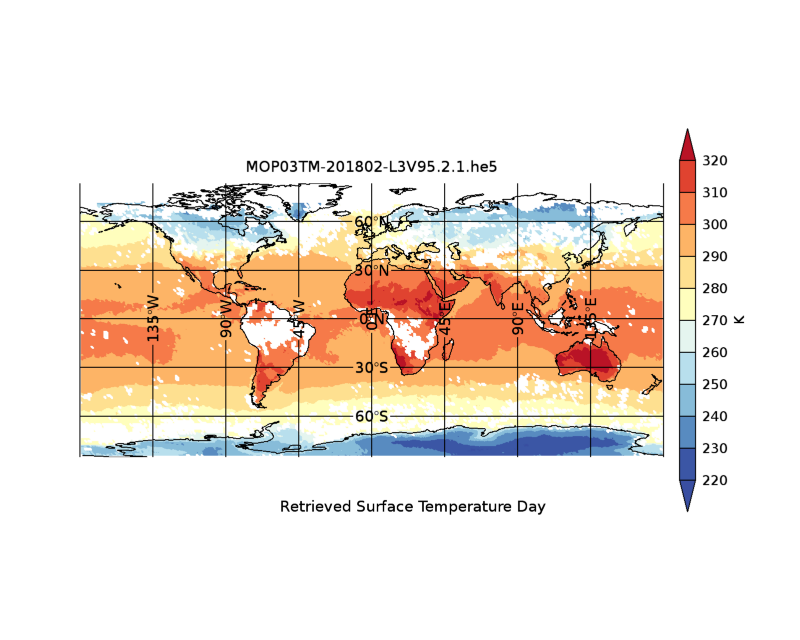 MOP03TM-201802-L3V95.2.1.he5
320
310
300
290
280
270
260
250
240
230
220
K
60°N
30°N
0°N
30°S
60°S
135°W
90°W
45°W
0°E
45°E
90°E
135°E
Retrieved Surface Temperature Day